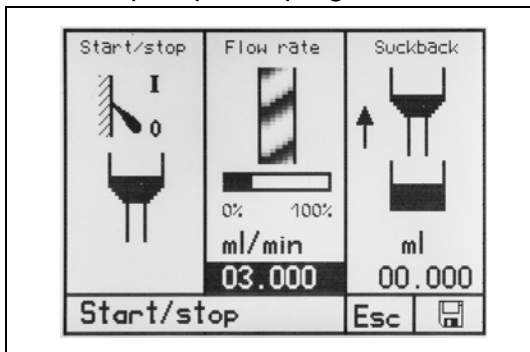 Start/stop Flow rate Suckback
I
0
0% 100%
ml/min ml
03.000 00.000
Start/stop Esc